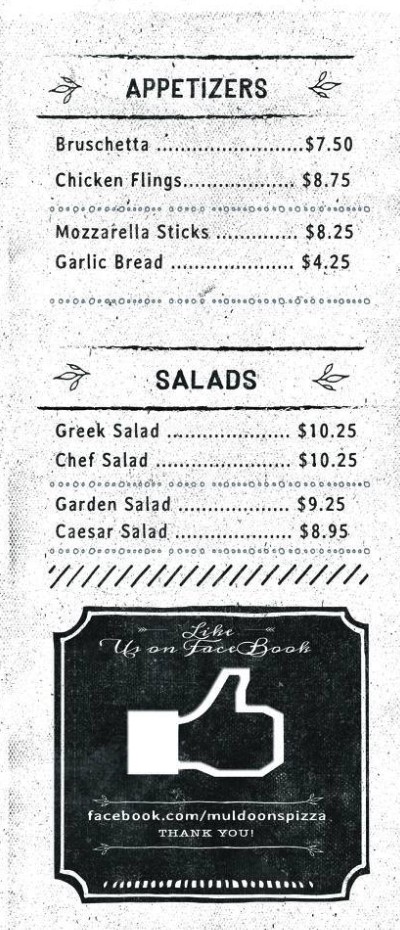 APPETiZERS
Bruschetta ........................$7.50
Chicken Flings.................. $8.75
Mozzarella Sticks ............. $8.25
Garlic Bread .................... $4.25
SALADS
Greek Salad .................... $10.25
Chef Salad ...................... $10.25
Garden Salad ................... $9.25
Caesar Salad ................... $8.95
Like
Us on FaceBook
facebook.com/muldoonspizza
THANK YOU!